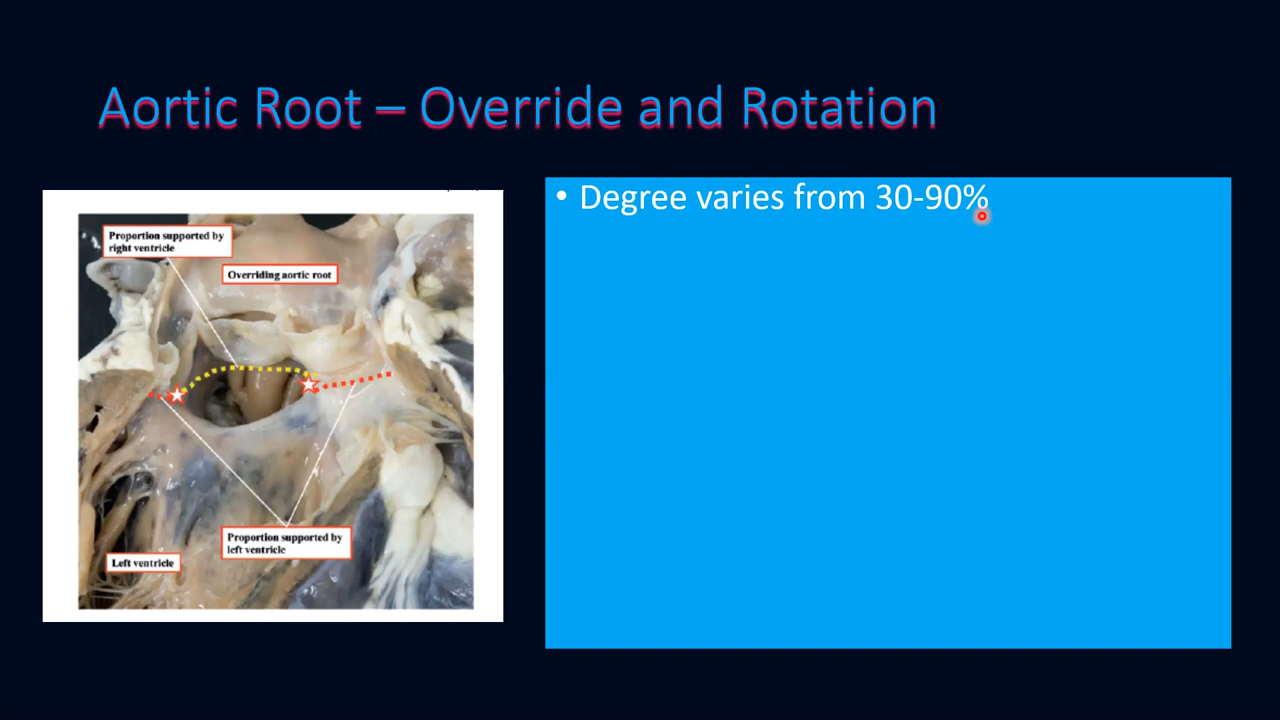 Aortic Root – Override and Rotation
• Degree varies from 30-90%
Proportion supported by
right ventricle
Overriding aortic root
Proportion supported by
left ventricle
Left ventricle